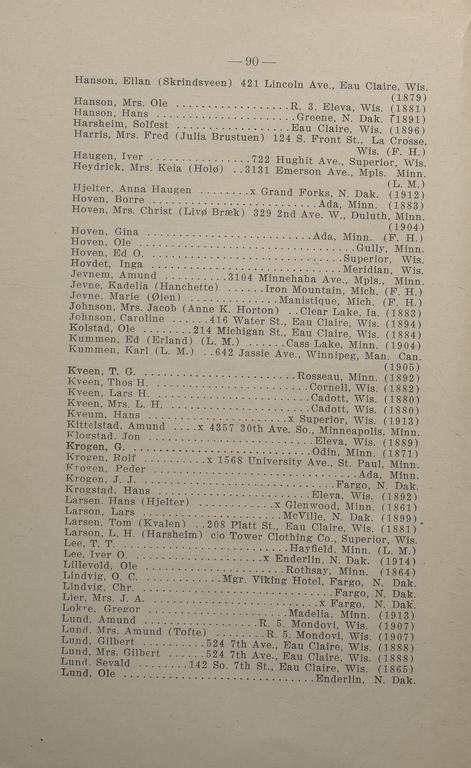 — 90 —
Hanson, Ellan (Skrindsveen) 421 Lincoln Ave., Eau Claire, Wis.
(1879)
Hanson, Mrs. Ole ..................R. 3, Eleva, Wis. (1881)
Hanson, Hans ......................Greene, N. Dak. (1891)
Harsheim, Solfest ..................Eau Claire, Wis. (1896)
Harris, Mrs. Fred (Julia Brustuen) 124 S. Front St., La Crosse,
Wis. (F. H.)
Haugen, Iver ................722 Hughit Ave., Superior, Wis.
Heydrick, Mrs. Keia (Holø) ..3131 Emerson Ave., Mpls. Minn.
(L. M.)
Hjelter, Anna Haugen ........x Grand Forks, N. Dak. (1912)
Hoven, Borre ..........................Ada, Minn. (1883)
Hoven, Mrs. Christ (Livø Bræk) 329 2nd Ave. W., Duluth, Minn.
(1904)
Hoven, Gina ..........................Ada, Minn. (F. H.)
Hoven, Ole ..................................Gully, Minn.
Hoven, Ed O. ..............................Superior, Wis.
Hovdet, Inga ..............................Meridian, Wis.
Jevnem, Amund ..........3104 Minnehaha Ave., Mpls., Minn.
Jevne, Kadelia (Hanchette) ......Iron Mountain, Mich. (F. H.)
Jevne, Marie (Øien) ..............Manistique, Mich. (F. H.)
Johnson, Mrs. Jacob (Anne K. Horton) ..Clear Lake, Ia. (1883)
Johnson, Caroline ......416 Water St., Eau Claire, Wis. (1894)
Kolstad, Ole .........214 Michigan St., Eau Claire, Wis. (1884)
Kummen, Ed (Erland) (L. M.) .......Cass Lake, Minn. (1904)
Kummen, Karl (L. M.) ..642 Jassie Ave., Winnipeg, Man. Can.
(1905)
Kveen, T. G. ......................Rosseau, Minn. (1892)
Kveen, Thos H. ......................Cornell, Wis. (1882)
Kveen, Lars H. ......................Cadott, Wis. (1880)
Kveen, Mrs. L. H. ...................Cadott, Wis. (1880)
Kveum, Hans ......................x Superior, Wis. (1913)
Kittelstad, Amund ....x 4357 30th Ave. So., Minneapolis, Minn.
Klogstad, Jon ..........................Eleva, Wis. (1889)
Krogen, G. ............................Odin, Minn. (1871)
Krogen, Rolf ..........x 1568 University Ave., St. Paul, Minn.
Krogen, Peder ................................Ada, Minn.
Krogen, J. J. ..............................Fargo, N. Dak.
Krogstad, Hans ........................Eleva, Wis. (1892)
Larsen, Hans (Hjelter) .............x Glenwood, Minn. (1861)
Larson, Lars ......................McVille, N. Dak. (1899)
Larsen, Tom (Kvalen) ..208 Platt St., Eau Claire, Wis. (1881)
Larson, L. H. (Harsheim) c|o Tower Clothing Co., Superior, Wis.
Lee, T. T. ........................Hayfield, Minn. (L. M.)
Lee, Iver O. .....................x Enderlin, N. Dak. (1914)
Lillevold, Ole ......................Rothsay, Minn. (1864)
Lindvig, O. C. .............Mgr. Viking Hotel, Fargo, N. Dak.
Lindvig, Chr. ..............................Fargo, N. Dak.
Lier, Mrs. J. A. ..........................x Fargo, N. Dak.
Lokre, Gregor ......................Madelia, Minn. (1913)
Lund, Amund ..................R. 5. Mondovi, Wis. (1907)
Lund, Mrs. Amund (Tofte) ........R. 5, Mondovi, Wis. (1907)
Lund, Gilbert ..........524 7th Ave., Eau Claire, Wis. (1888)
Lund, Mrs. Gilbert ......524 7th Ave., Eau Claire, Wis. (1888)
Lund, Sevald ........142 So. 7th St., Eau Claire, Wis. (1865)
Lund, Ole ..............................Enderlin, N. Dak.